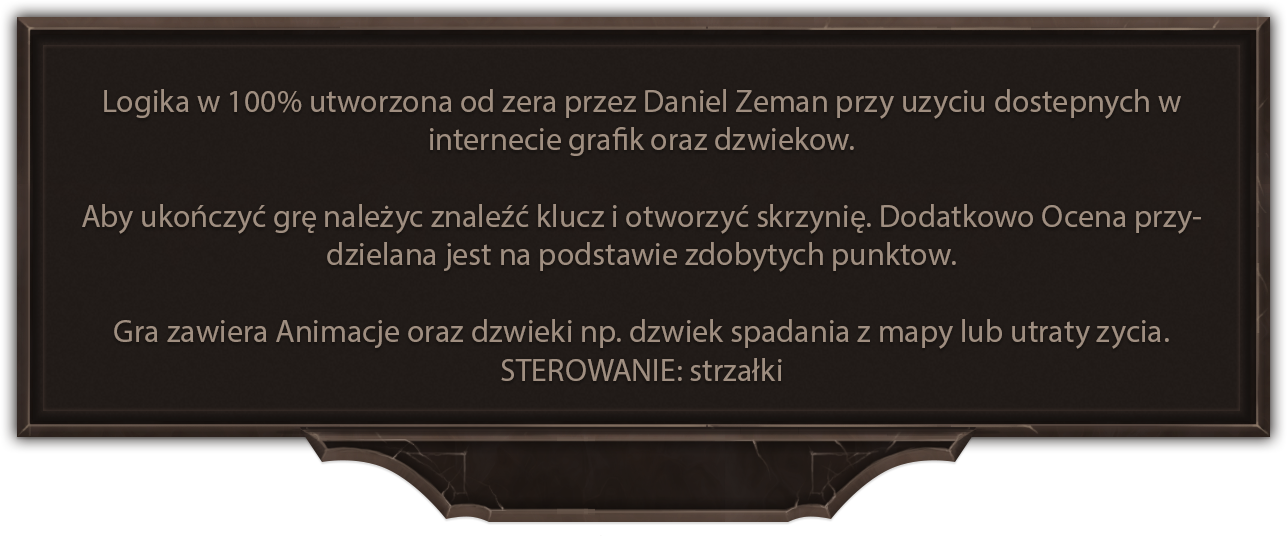 Logika w 100% utworzona od zera przez Daniel Zeman przy uzyciu dostepnych w
internecie grafik oraz dzwiekow.
Aby ukończyć grę należyc znaleźć klucz i otworzyć skrzynię. Dodatkowo Ocena przy-
dzielana jest na podstawie zdobytych punktow.
Gra zawiera Animacje oraz dzwieki np. dzwiek spadania z mapy lub utraty zycia.
STEROWANIE: strzałki